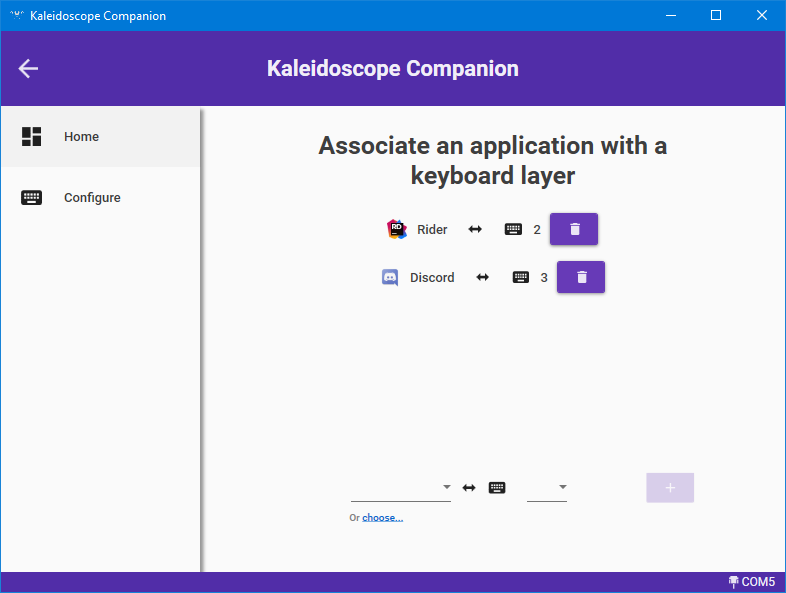 Kaleidoscope Companion
Kaleidoscope Companion
Home
Configure
Associate an application with a
keyboard layer
RD Rider 2
Discord 3
Or choose...
COM5